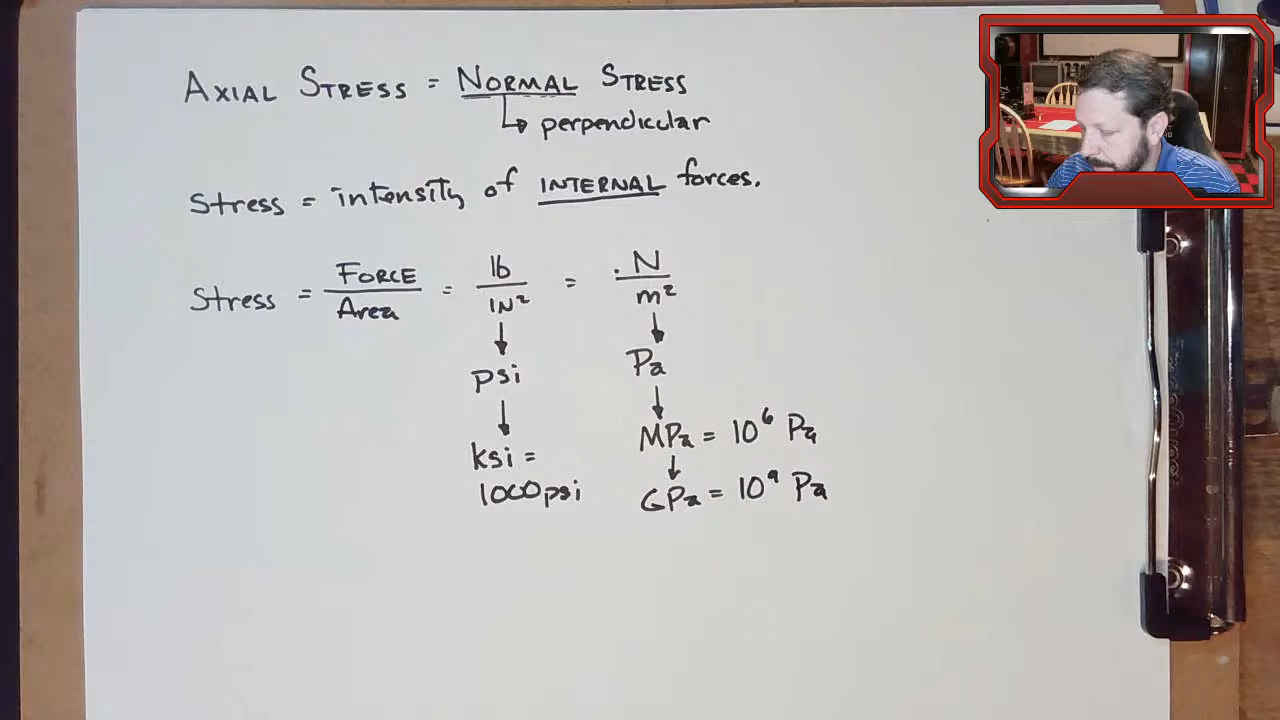 AXIAL STRESS = NORMAL STRESS
↳ perpendicular
Stress = intensity of INTERNAL forces.
Stress = FORCE / Area = lb / IN² = N / m²
↓ ↓
psi Pa
↓ ↓
ksi = MPa = 10⁶ Pa
↓
1000psi GPa = 10⁹ Pa